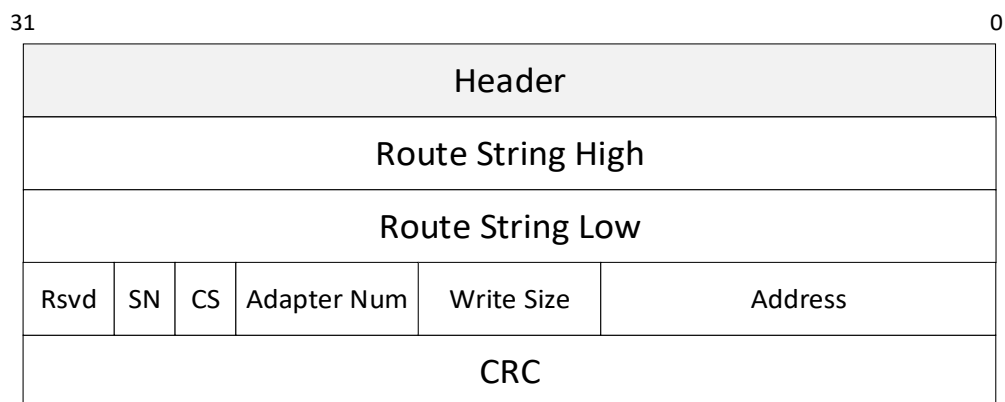 31 0
Header
Route String High
Route String Low
Rsvd SN CS Adapter Num Write Size Address
CRC